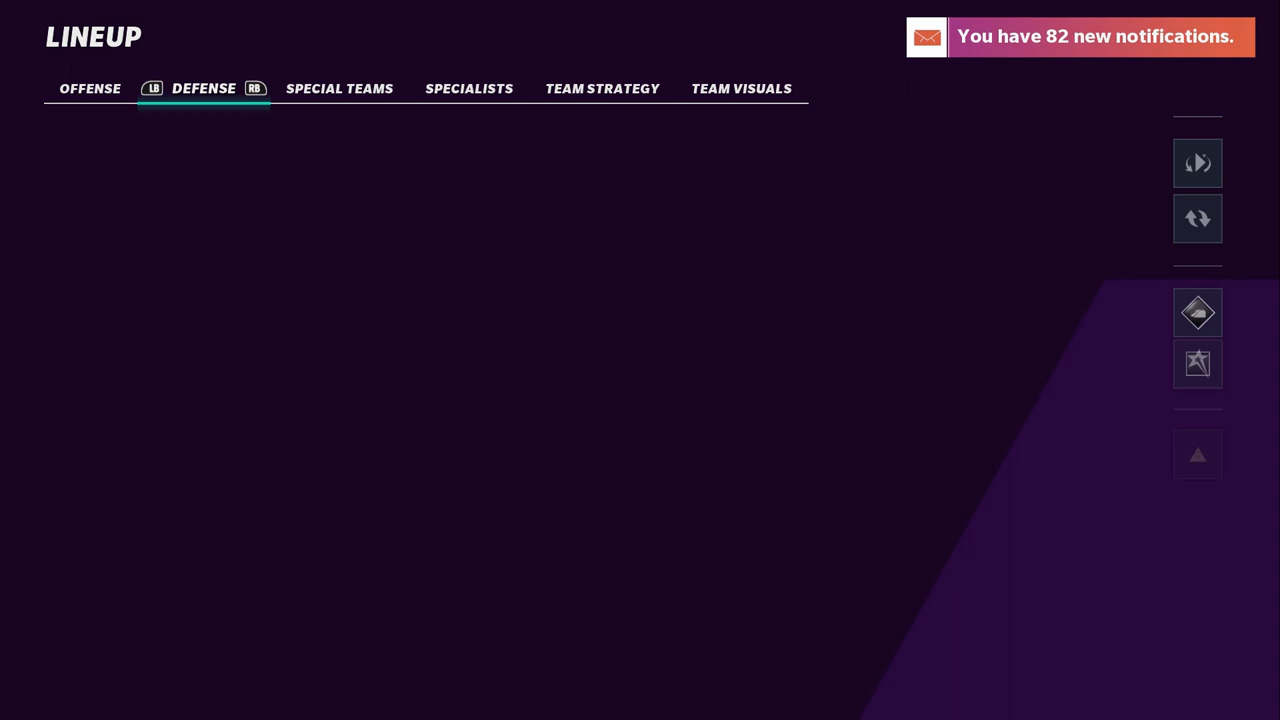 LINEUP
You have 82 new notifications.
OFFENSE
LB DEFENSE RB
SPECIAL TEAMS
SPECIALISTS
TEAM STRATEGY
TEAM VISUALS